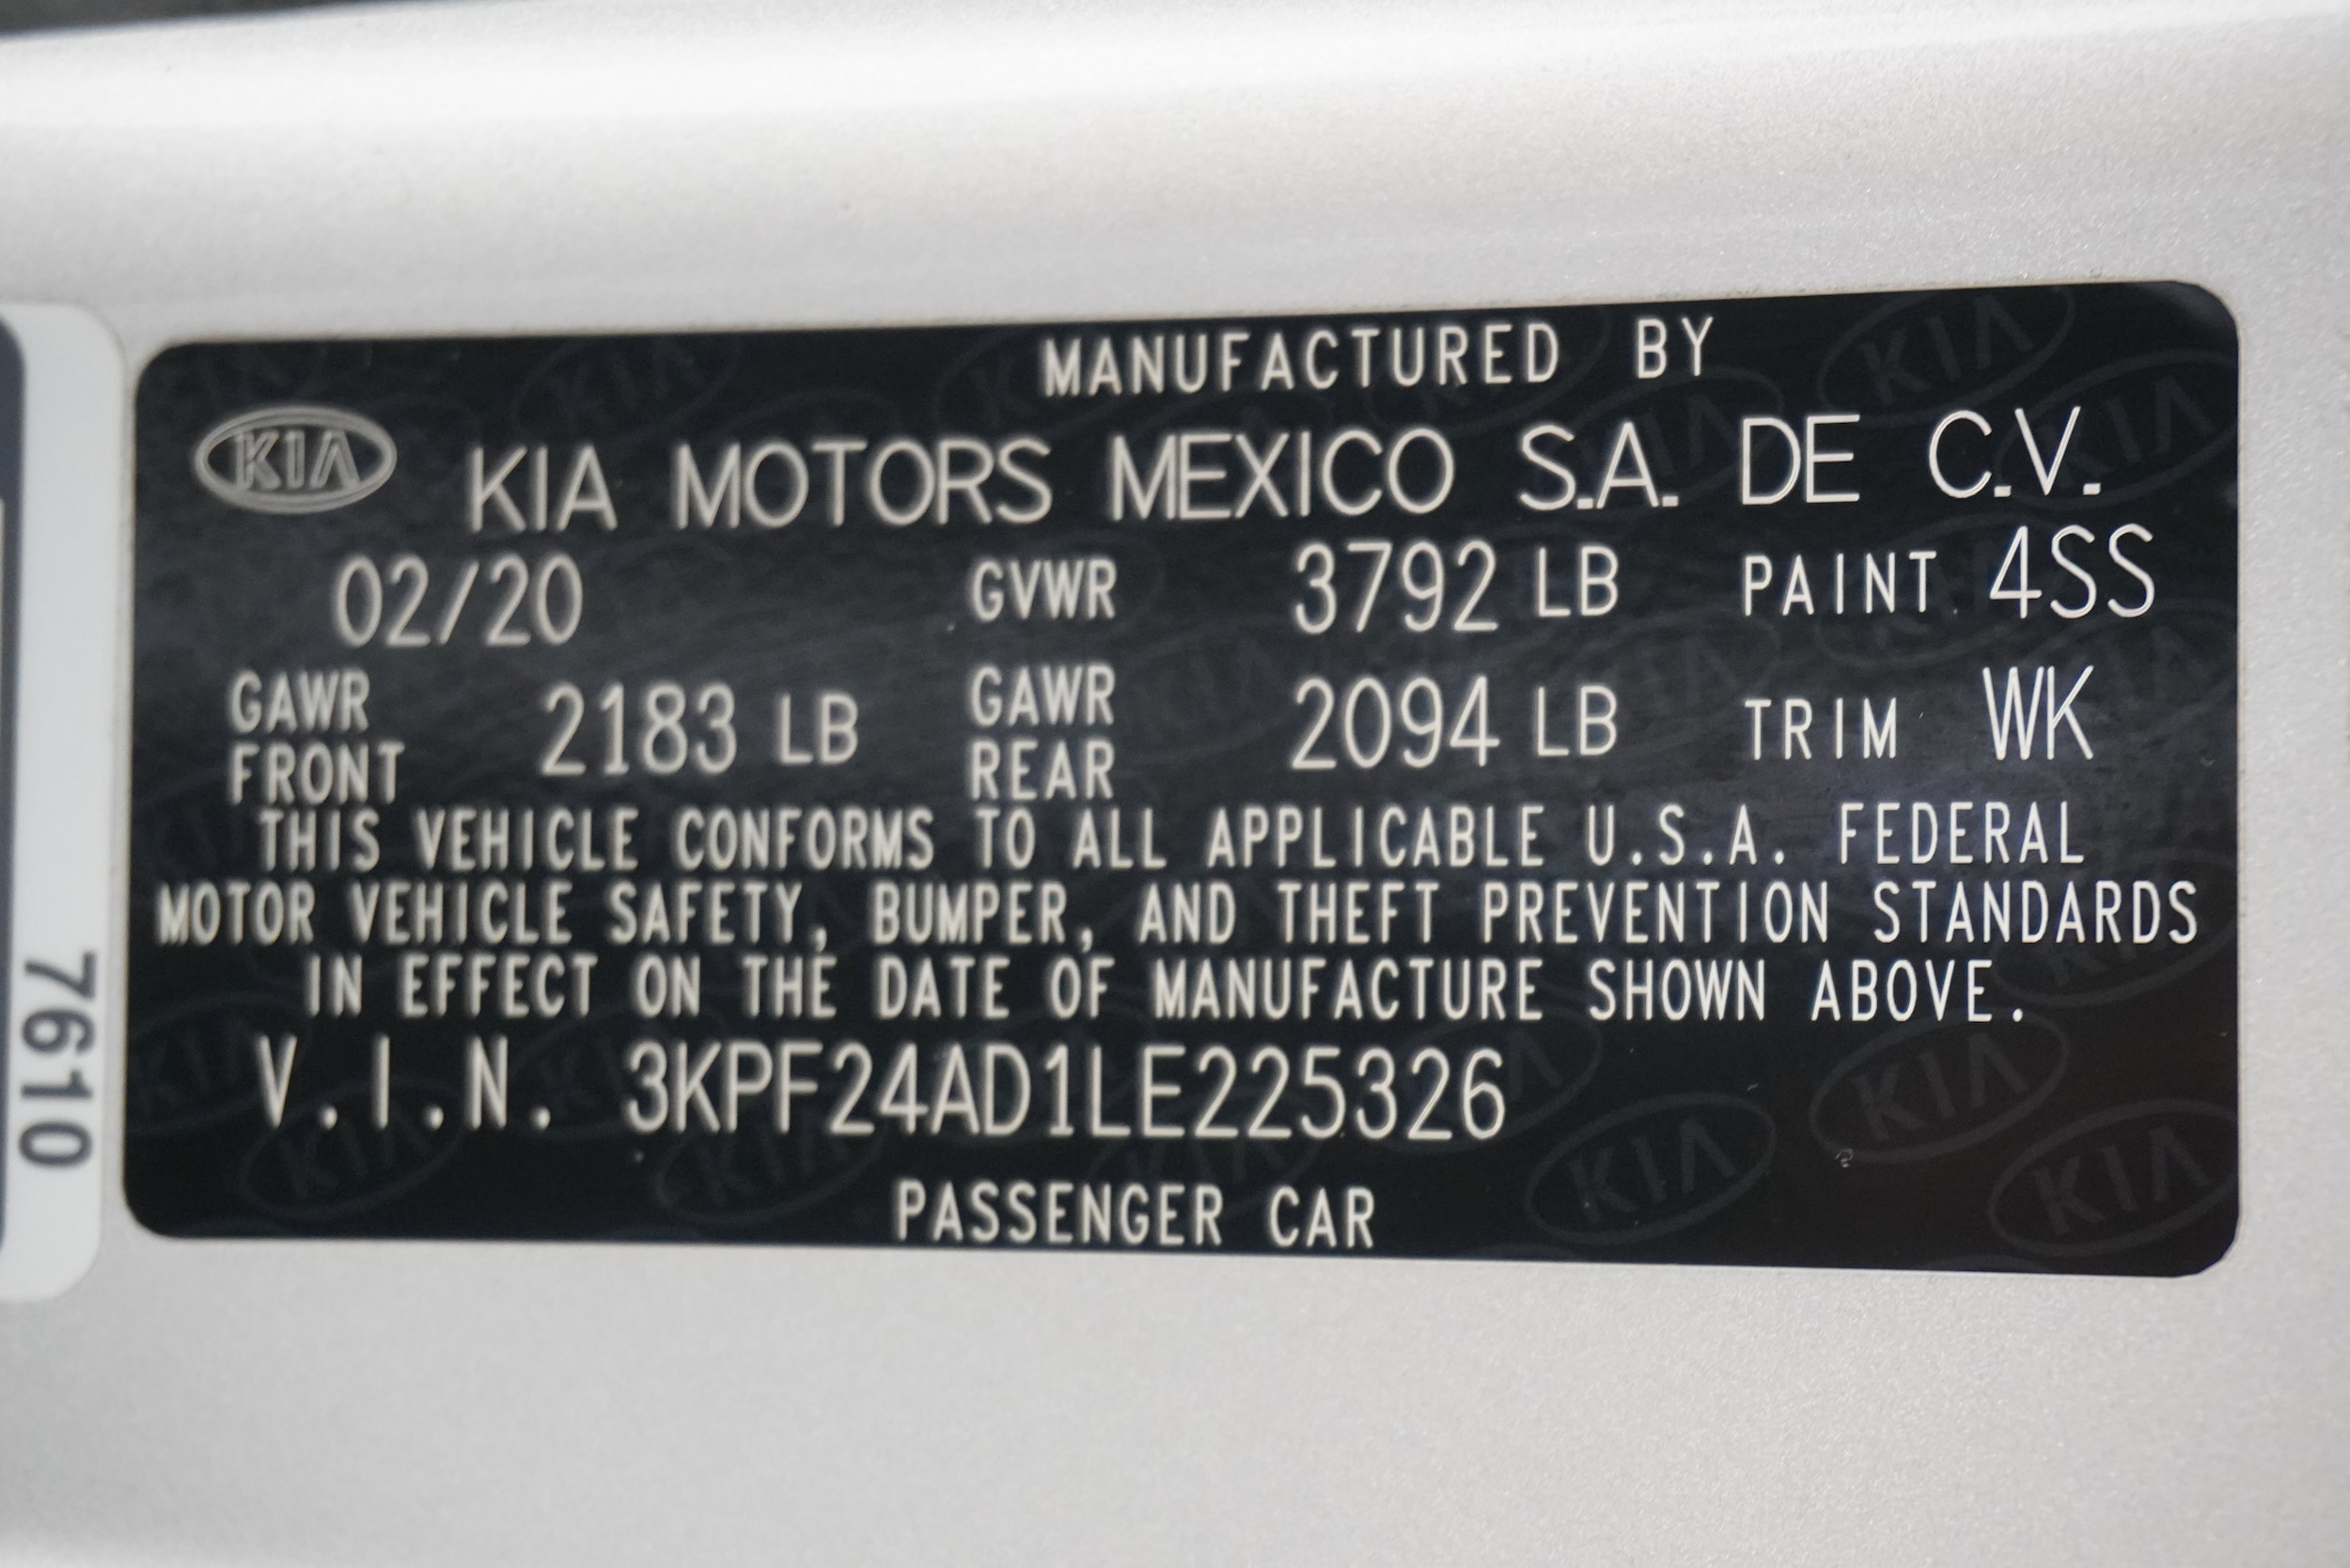 MANUFACTURED BY
KIA KIA MOTORS MEXICO S.A. DE C.V.
02/20 GVWR 3792 LB PAINT 4SS
GAWR FRONT 2183 LB GAWR REAR 2094 LB TRIM WK
THIS VEHICLE CONFORMS TO ALL APPLICABLE U.S.A. FEDERAL
MOTOR VEHICLE SAFETY, BUMPER, AND THEFT PREVENTION STANDARDS
IN EFFECT ON THE DATE OF MANUFACTURE SHOWN ABOVE.
V.I.N. 3KPF24AD1LE225326
PASSENGER CAR
7610